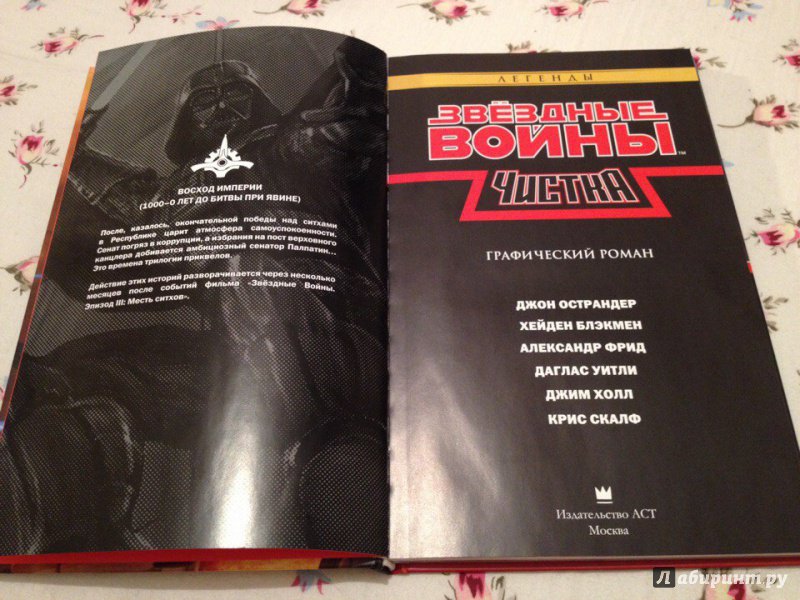 ВОСХОД ИМПЕРИИ
(1000–0 ЛЕТ ДО БИТВЫ ПРИ ЯВИНЕ)
После, казалось, окончательной победы над ситхами
в Республике царит атмосфера самоуспокоенности.
Сенат погряз в коррупции, а избрания на пост верховного
канцлера добивается амбициозный сенатор Палпатин...
Это времена трилогии приквелов.
Действие этих историй разворачивается через несколько
месяцев после событий фильма «Звёздные Войны.
Эпизод III: Месть ситхов».
ЛЕГЕНДЫ
ЗВЁЗДНЫЕ
ВОЙНЫ™
ЧИСТКА
ГРАФИЧЕСКИЙ РОМАН
ДЖОН ОСТРАНДЕР
ХЕЙДЕН БЛЭКМЕН
АЛЕКСАНДР ФРИД
ДАГЛАС УИТЛИ
ДЖИМ ХОЛЛ
КРИС СКАЛФ
Издательство АСТ
Москва
Лабиринт.ру